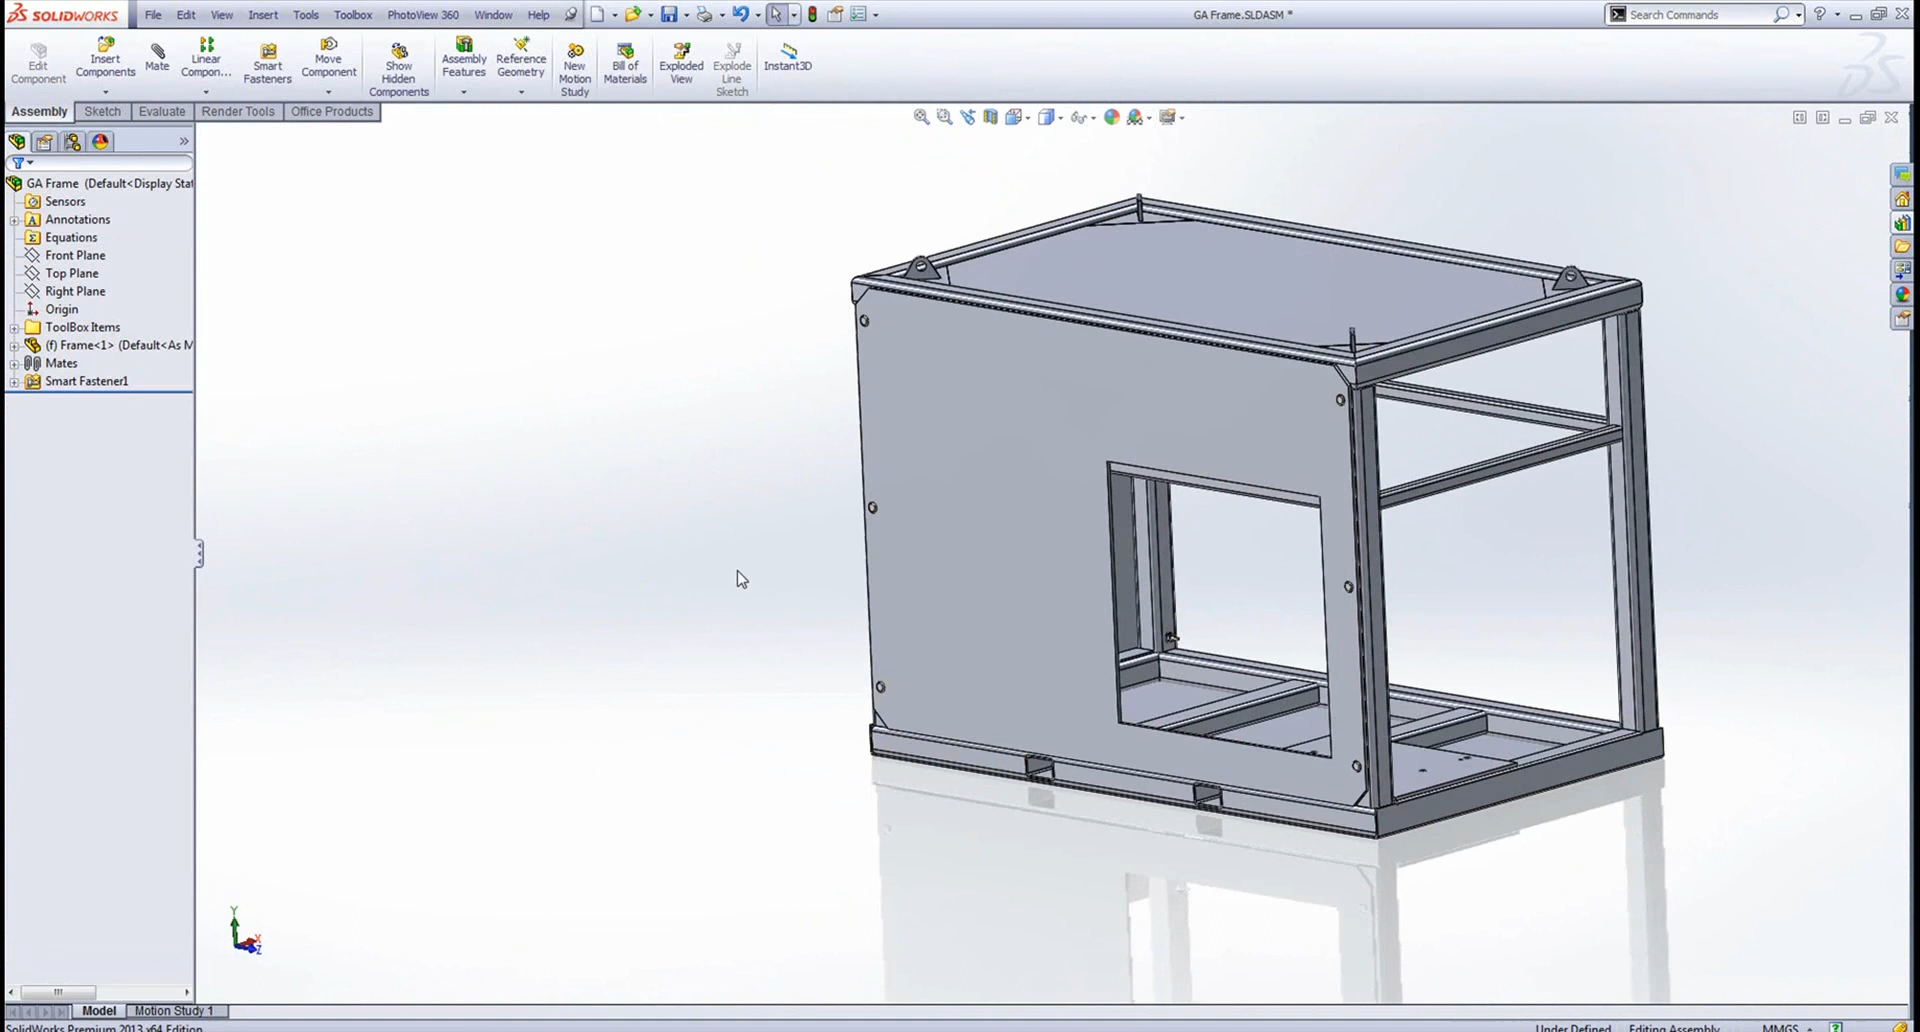 SOLIDWORKS File Edit View Insert Tools Toolbox PhotoView 360 Window Help GA Frame.SLDASM * Search Commands
Edit Component
Insert Components
Mate
Linear Compon...
Smart Fasteners
Move Component
Show Hidden Components
Assembly Features
Reference Geometry
New Motion Study
Bill of Materials
Exploded View
Explode Line Sketch
Instant3D
Assembly Sketch Evaluate Render Tools Office Products
GA Frame (Default<Display Stat
Sensors
Annotations
Equations
Front Plane
Top Plane
Right Plane
Origin
ToolBox Items
(f) Frame<1> (Default<As M
Mates
Smart Fastener1
Y
X
Z
Model Motion Study 1
SolidWorks Premium 2013 x64 Edition Under Defined Editing Assembly MMGS